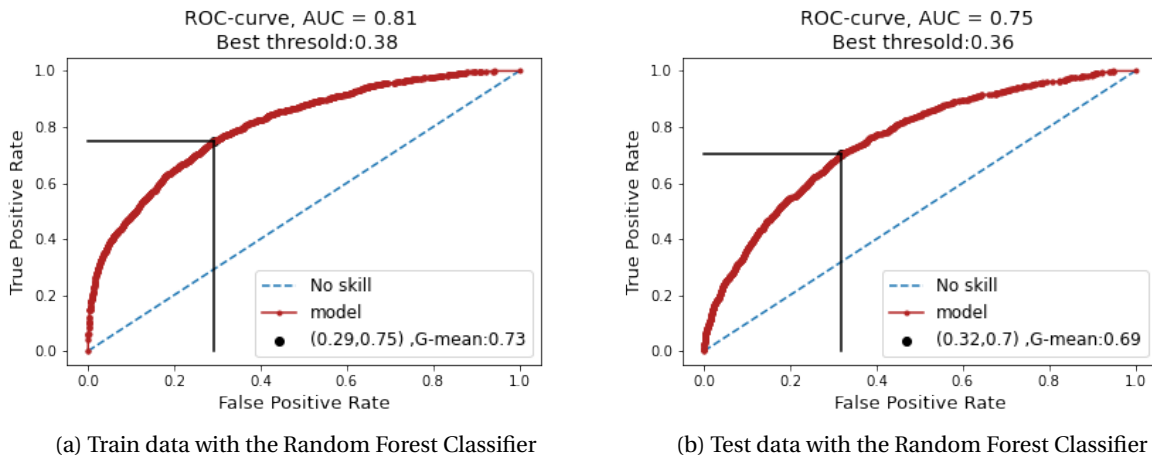 ROC-curve, AUC = 0.81
Best thresold:0.38
True Positive Rate
1.0
0.8
0.6
0.4
0.2
0.0
No skill
model
(0.29,0.75) ,G-mean:0.73
0.0 0.2 0.4 0.6 0.8 1.0
False Positive Rate
(a) Train data with the Random Forest Classifier
ROC-curve, AUC = 0.75
Best thresold:0.36
True Positive Rate
1.0
0.8
0.6
0.4
0.2
0.0
No skill
model
(0.32,0.7) ,G-mean:0.69
0.0 0.2 0.4 0.6 0.8 1.0
False Positive Rate
(b) Test data with the Random Forest Classifier